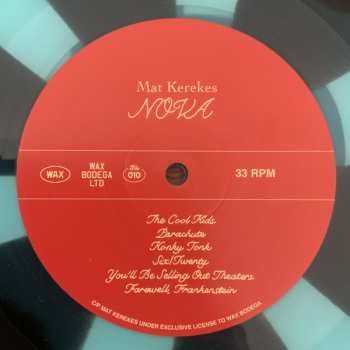 Mat Kerekes
NOVA
WAX
WAX
BODEGA
LTD
No
010
33 RPM
The Cool Kids
Parachute
Honky Tonk
Six/Twenty
You'll Be Selling Out Theaters
Farewell, Frankenstein
C/P MAT KEREKES UNDER EXCLUSIVE LICENSE TO WAX BODEGA